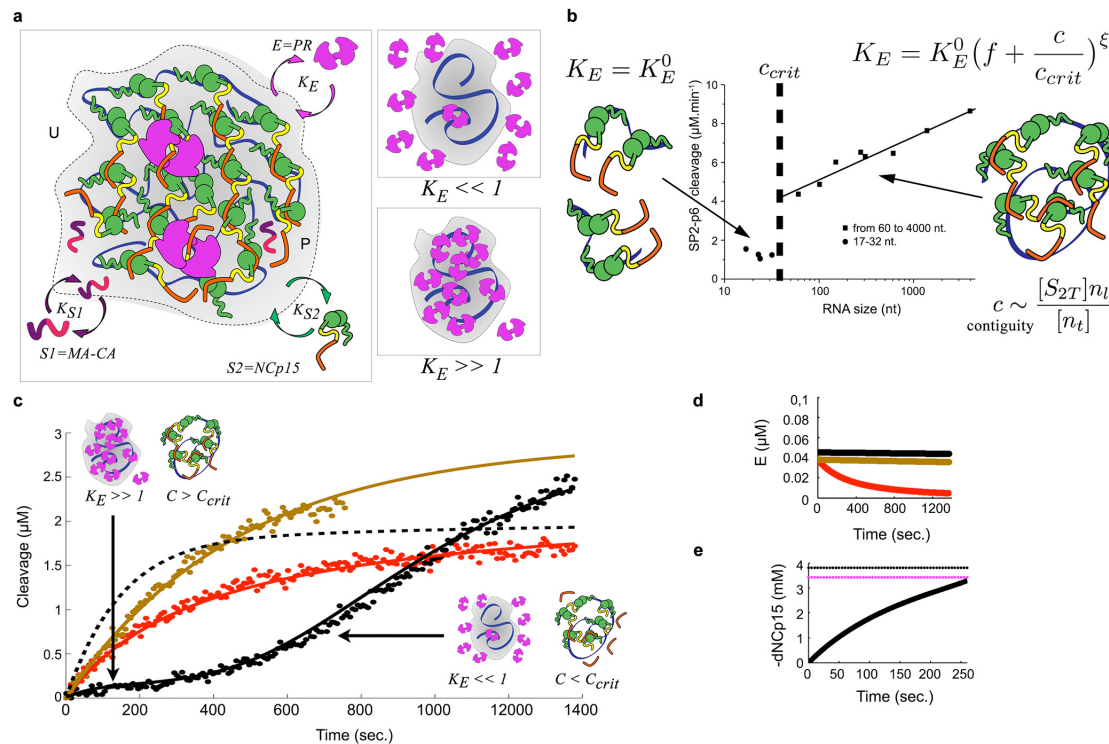 a
E=PR
K_E
U
P
K_S1
S1=MA-CA
K_S2
S2=NCp15
K_E << 1
K_E >> 1
b
K_E = K_E^0
c_crit
K_E = K_E^0(f + c/c_crit)^ξ
SP2-p6 cleavage (µM.min⁻¹)
10
8
6
4
2
0
from 60 to 4000 nt.
17-32 nt.
10 100 1000
RNA size (nt)
c ~ [S_2T]n_l/[n_t]
contiguity
c
Cleavage (µM)
3
2.5
2
1.5
1
0.5
0
K_E >> 1 C > C_crit
K_E << 1 C < C_crit
0 200 400 600 800 1000 1200 1400
Time (sec.)
d
E (µM)
0,1
0.08
0.06
0.04
0.02
0
0 400 800 1200
Time (sec.)
e
-dNCp15 (mM)
4
3
2
1
0
0 50 100 150 200 250
Time (sec.)